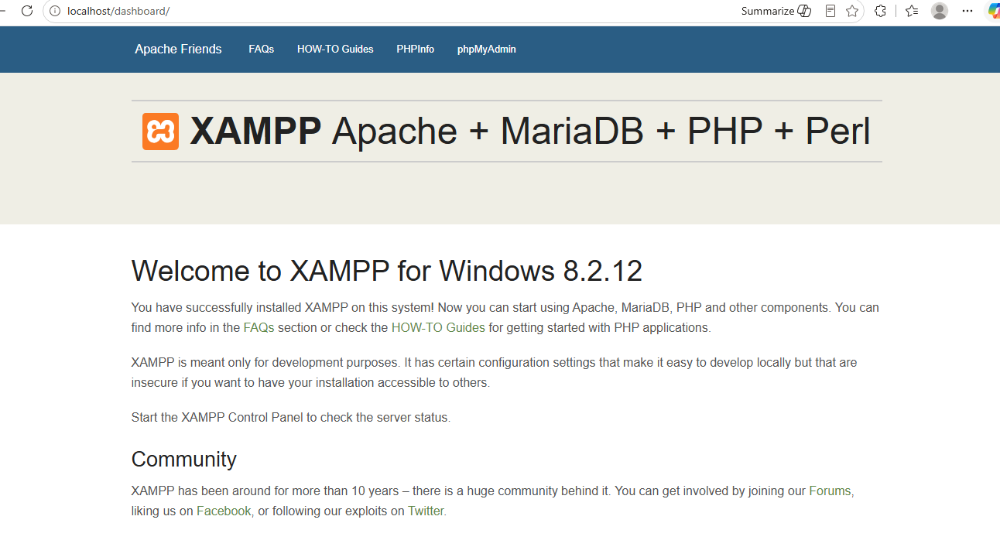 localhost/dashboard/
Summarize
Apache Friends FAQs HOW-TO Guides PHPInfo phpMyAdmin
XAMPP Apache + MariaDB + PHP + Perl
Welcome to XAMPP for Windows 8.2.12
You have successfully installed XAMPP on this system! Now you can start using Apache, MariaDB, PHP and other components. You can
find more info in the FAQs section or check the HOW-TO Guides for getting started with PHP applications.
XAMPP is meant only for development purposes. It has certain configuration settings that make it easy to develop locally but that are
insecure if you want to have your installation accessible to others.
Start the XAMPP Control Panel to check the server status.
Community
XAMPP has been around for more than 10 years – there is a huge community behind it. You can get involved by joining our Forums,
liking us on Facebook, or following our exploits on Twitter.